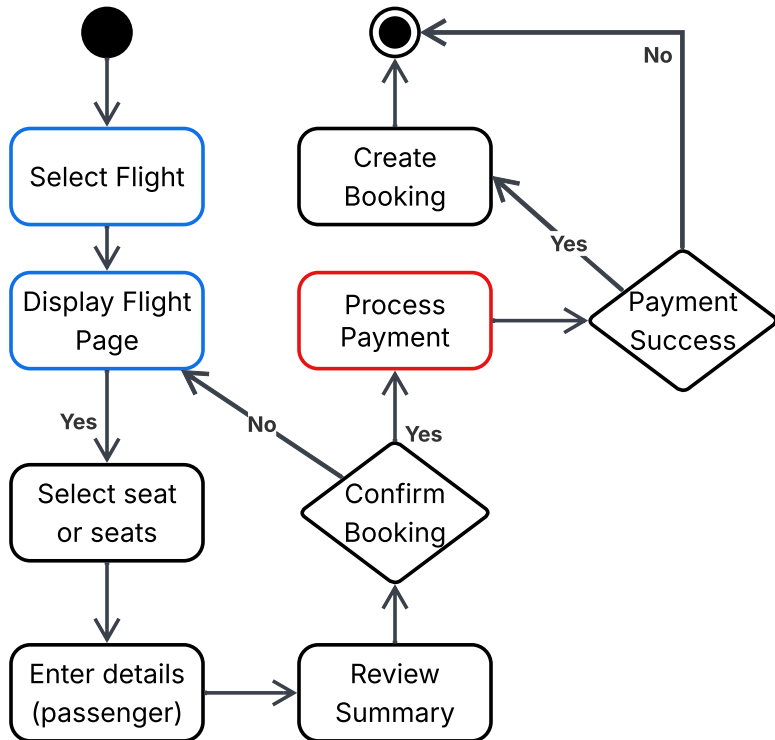 Select Flight
Display Flight
Page
Yes
Select seat
or seats
Enter details
(passenger)
Review
Summary
Confirm
Booking
No
Yes
Process
Payment
Payment
Success
Yes
Create
Booking
No